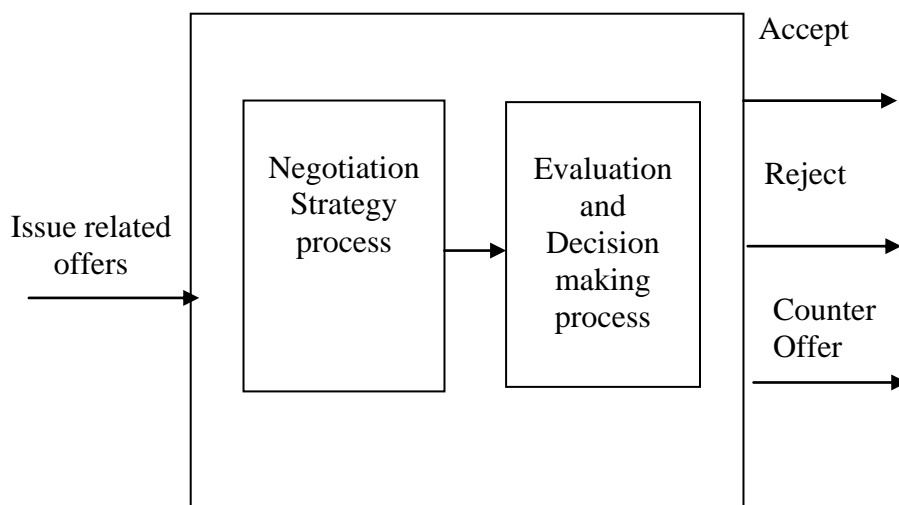 Issue related
offers
Negotiation
Strategy
process
Evaluation
and
Decision
making
process
Accept
Reject
Counter
Offer